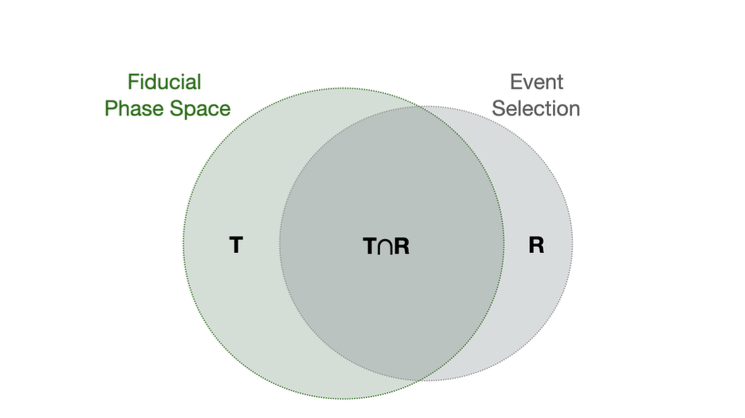 Fiducial
Phase Space
Event
Selection
T
T∩R
R